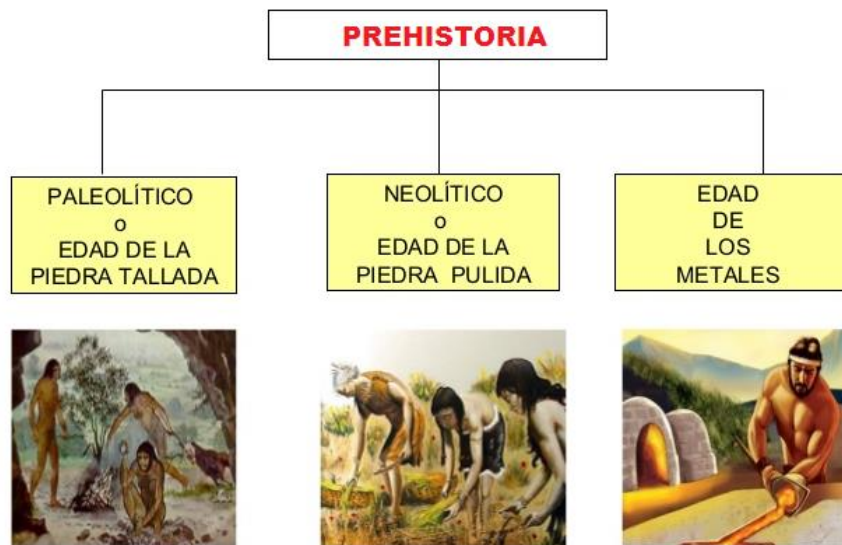 PREHISTORIA
PALEOLÍTICO
o
EDAD DE LA
PIEDRA TALLADA
NEOLÍTICO
o
EDAD DE LA
PIEDRA PULIDA
EDAD
DE
LOS
METALES